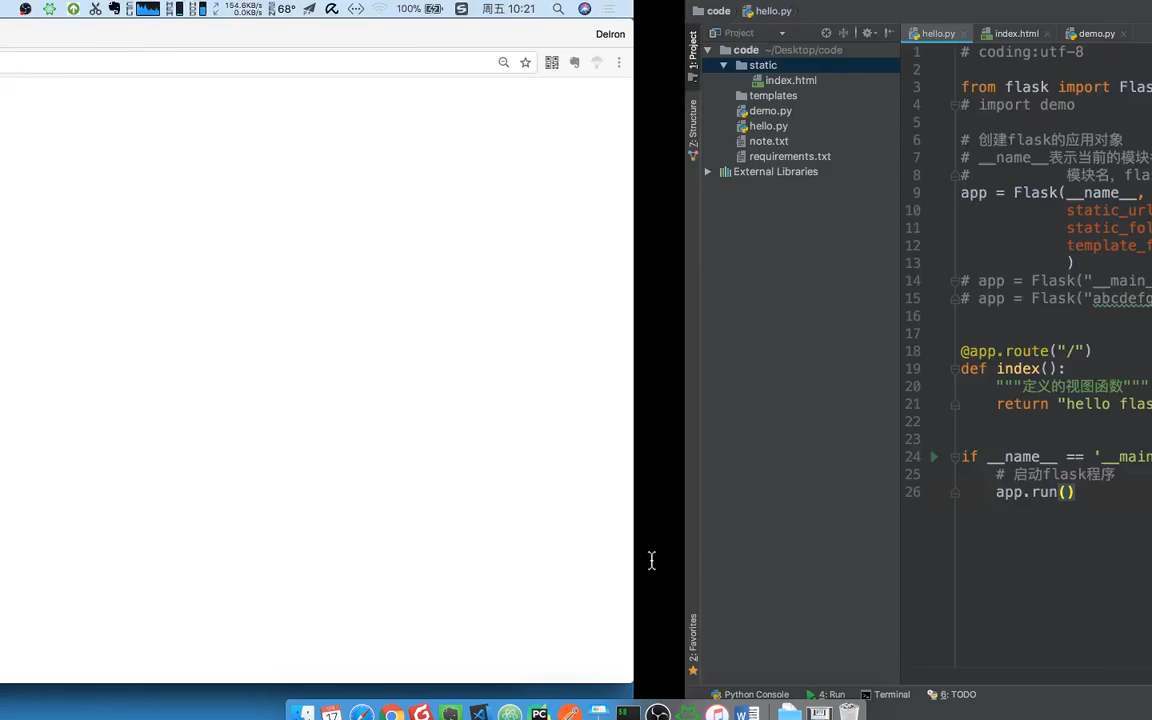 154.6KB/s
0.0KB/s
68°
100%
周五 10:21
Delron
code
hello.py
Project
1: Project
7: Structure
2: Favorites
code ~/Desktop/code
static
index.html
templates
demo.py
hello.py
note.txt
requirements.txt
External Libraries
hello.py
index.html
demo.py
1 # coding:utf-8
2
3 from flask import Flas
4 # import demo
5
6 # 创建flask的应用对象
7 # __name__表示当前的模块
8 # 模块名，fla
9 app = Flask(__name__,
10 static_url
11 static_fol
12 template_f
13 )
14 # app = Flask("__main_
15 # app = Flask("abcdefg
16
17
18 @app.route("/")
19 def index():
20 """定义的视图函数"""
21 return "hello flas
22
23
24 if __name__ == '__main
25 # 启动flask程序
26 app.run()
Python Console
4: Run
Terminal
6: TODO
17
PC